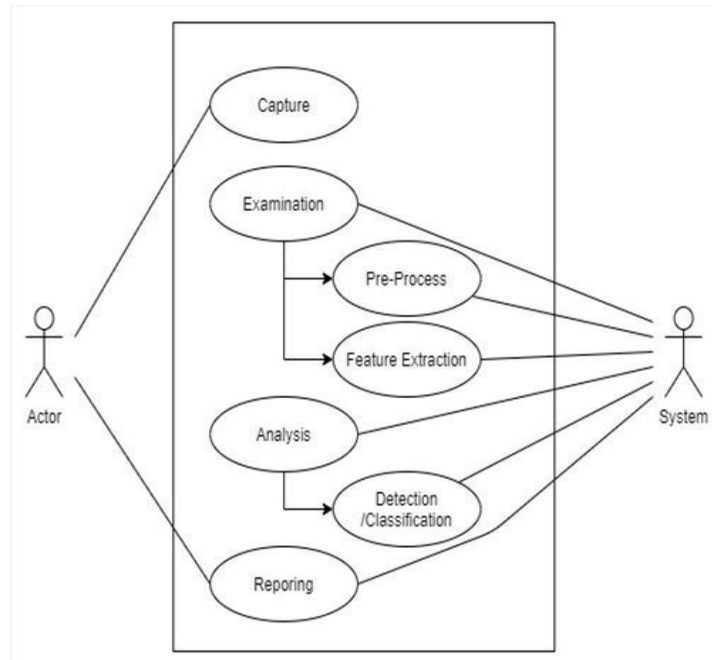 Capture
Examination
Pre-Process
Feature Extraction
Actor
System
Analysis
Detection
/Classification
Reporing